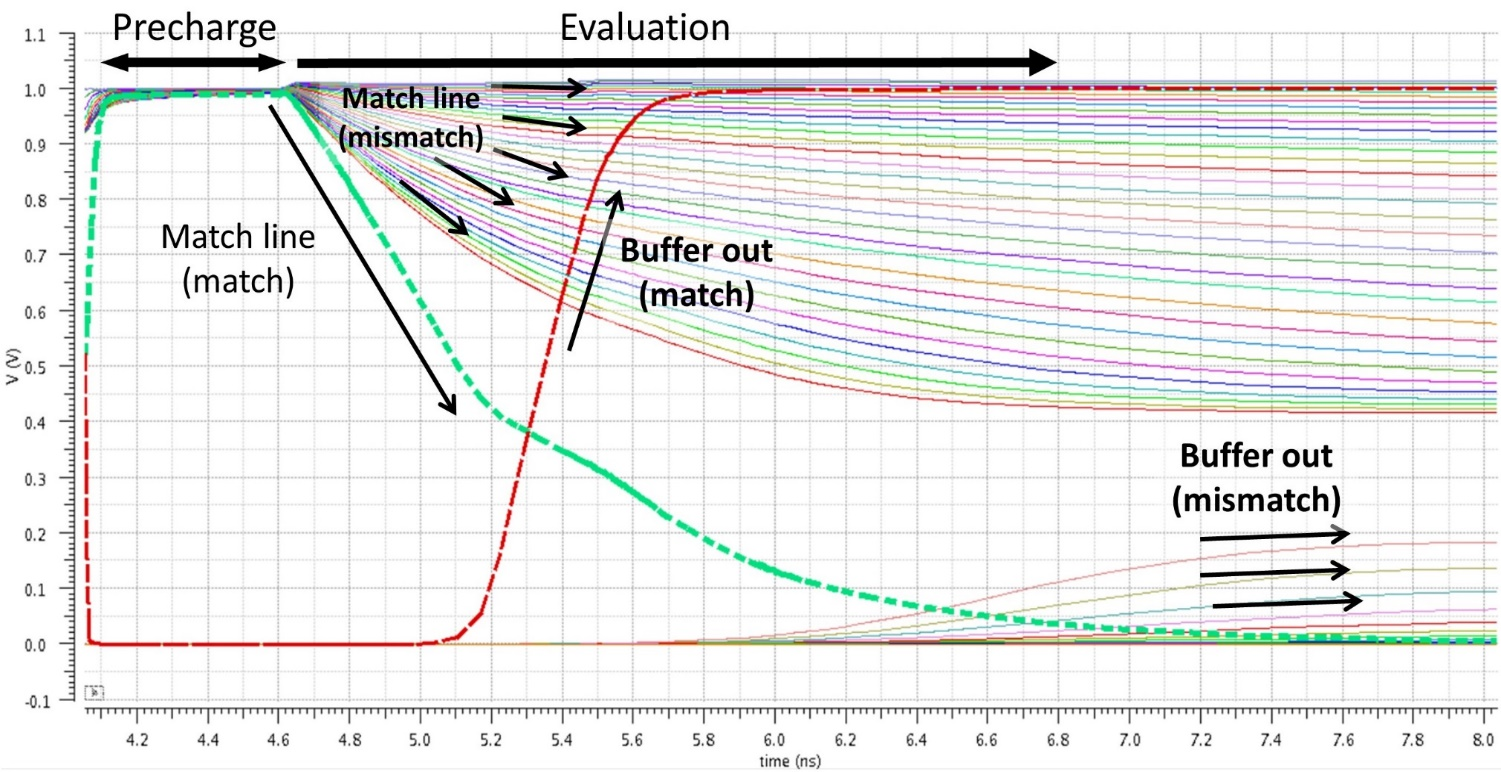 Precharge
Evaluation
1.1
1.0
0.9
0.8
0.7
0.6
0.5
0.4
0.3
0.2
0.1
0.0
-0.1
V (V)
Match line
(mismatch)
Match line
(match)
Buffer out
(match)
Buffer out
(mismatch)
4.2 4.4 4.6 4.8 5.0 5.2 5.4 5.6 5.8 6.0 6.2 6.4 6.6 6.8 7.0 7.2 7.4 7.6 7.8 8.0
time (ns)